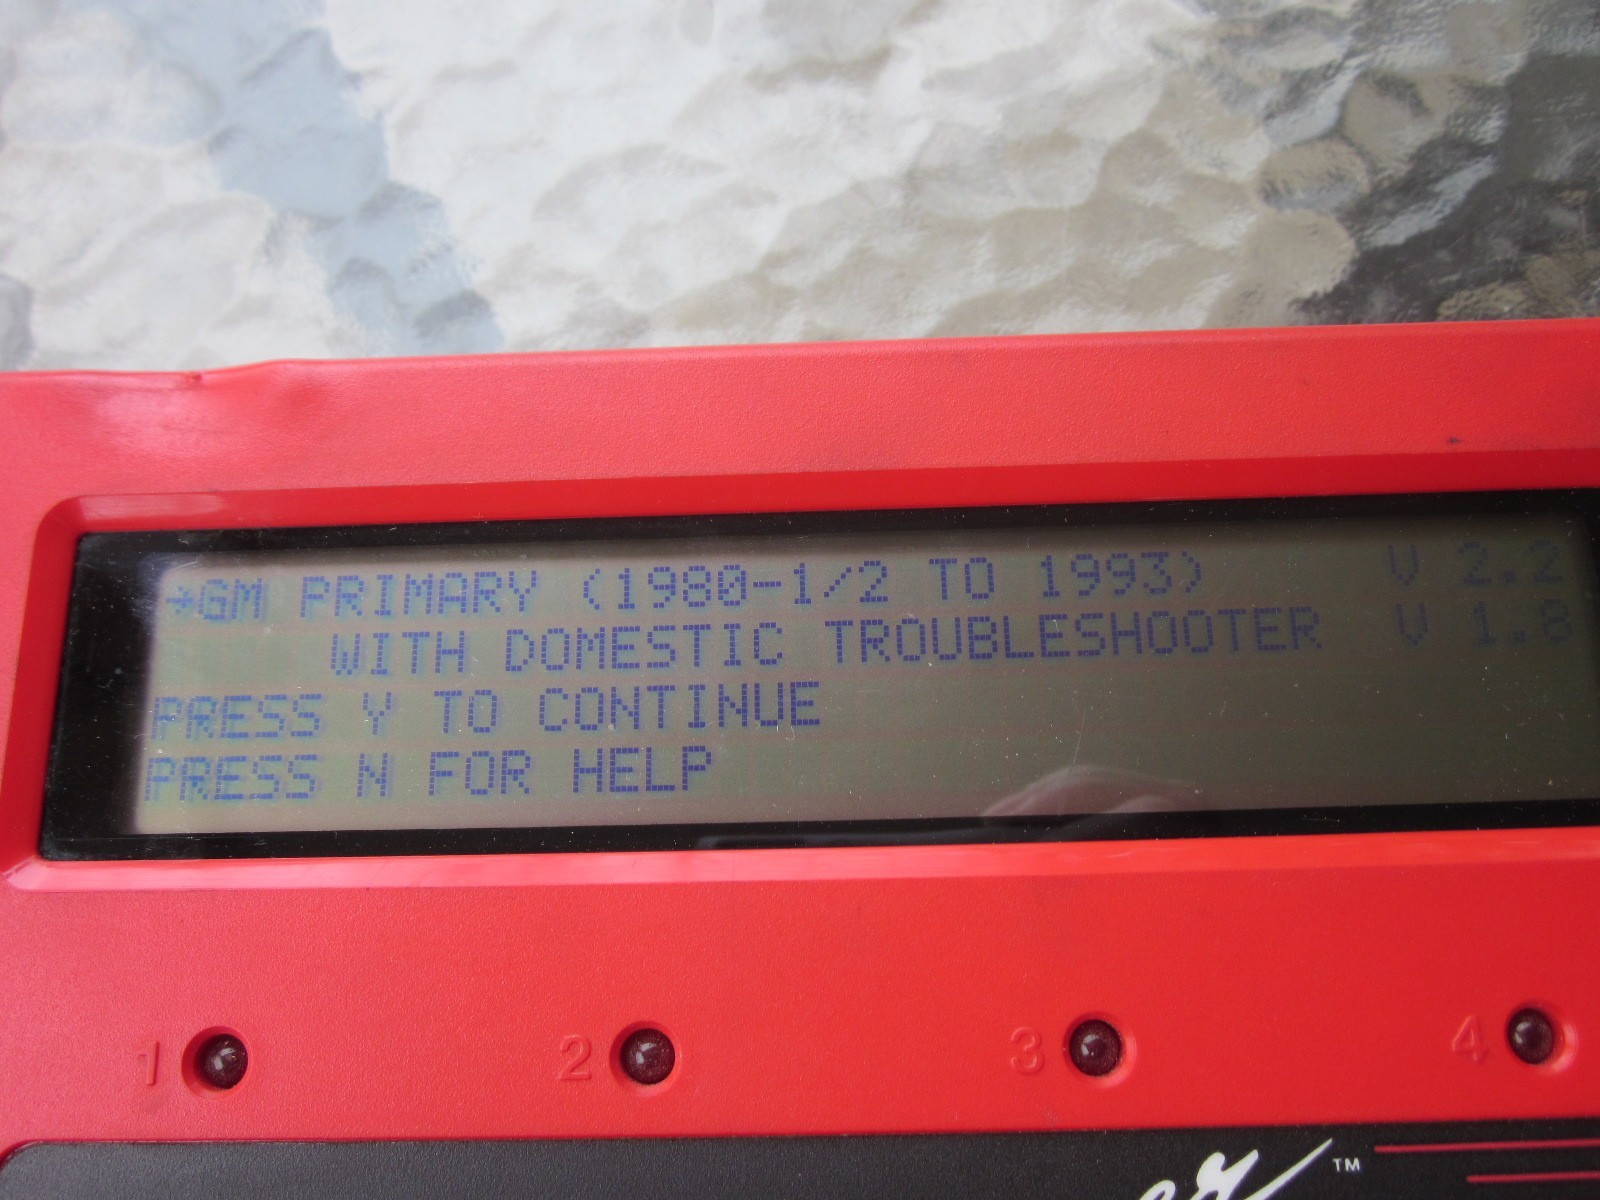 →GM PRIMARY (1980-1/2 TO 1993) V 2.2
WITH DOMESTIC TROUBLESHOOTER V 1.8
PRESS Y TO CONTINUE
PRESS N FOR HELP
1 2 3 4
TM